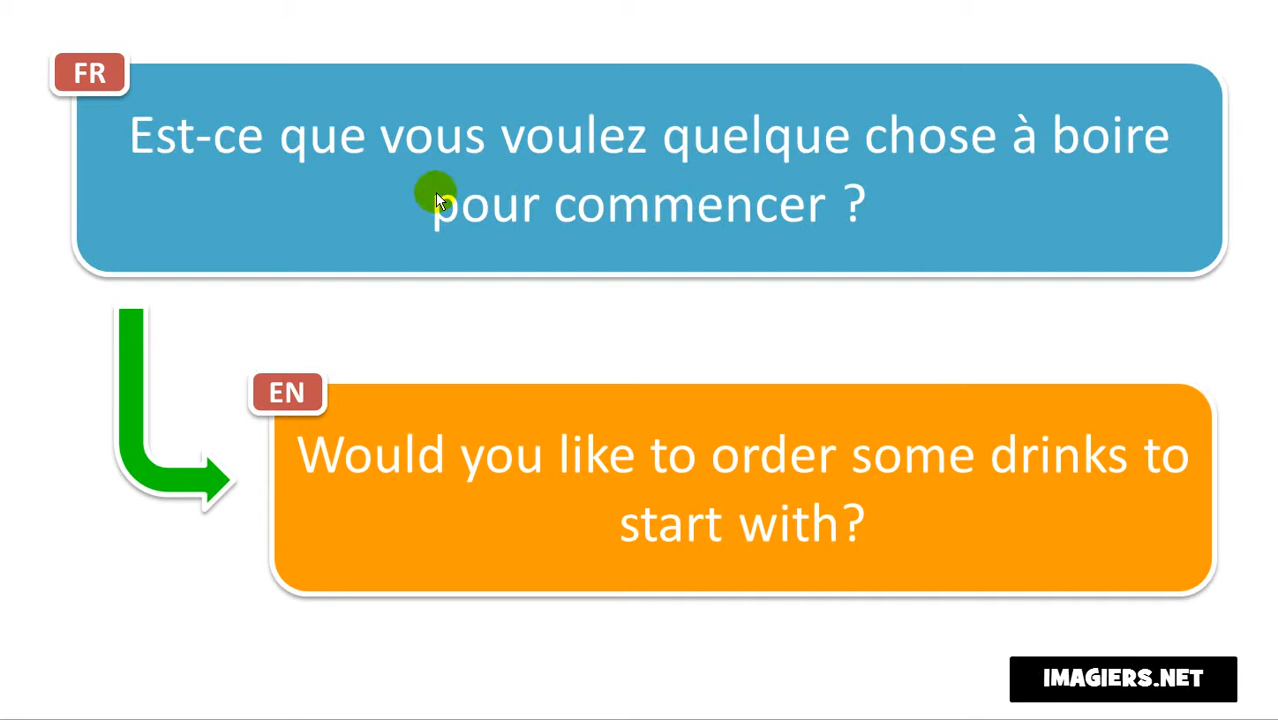 FR
Est-ce que vous voulez quelque chose à boire
pour commencer ?
EN
Would you like to order some drinks to
start with?
IMAGIERS.NET